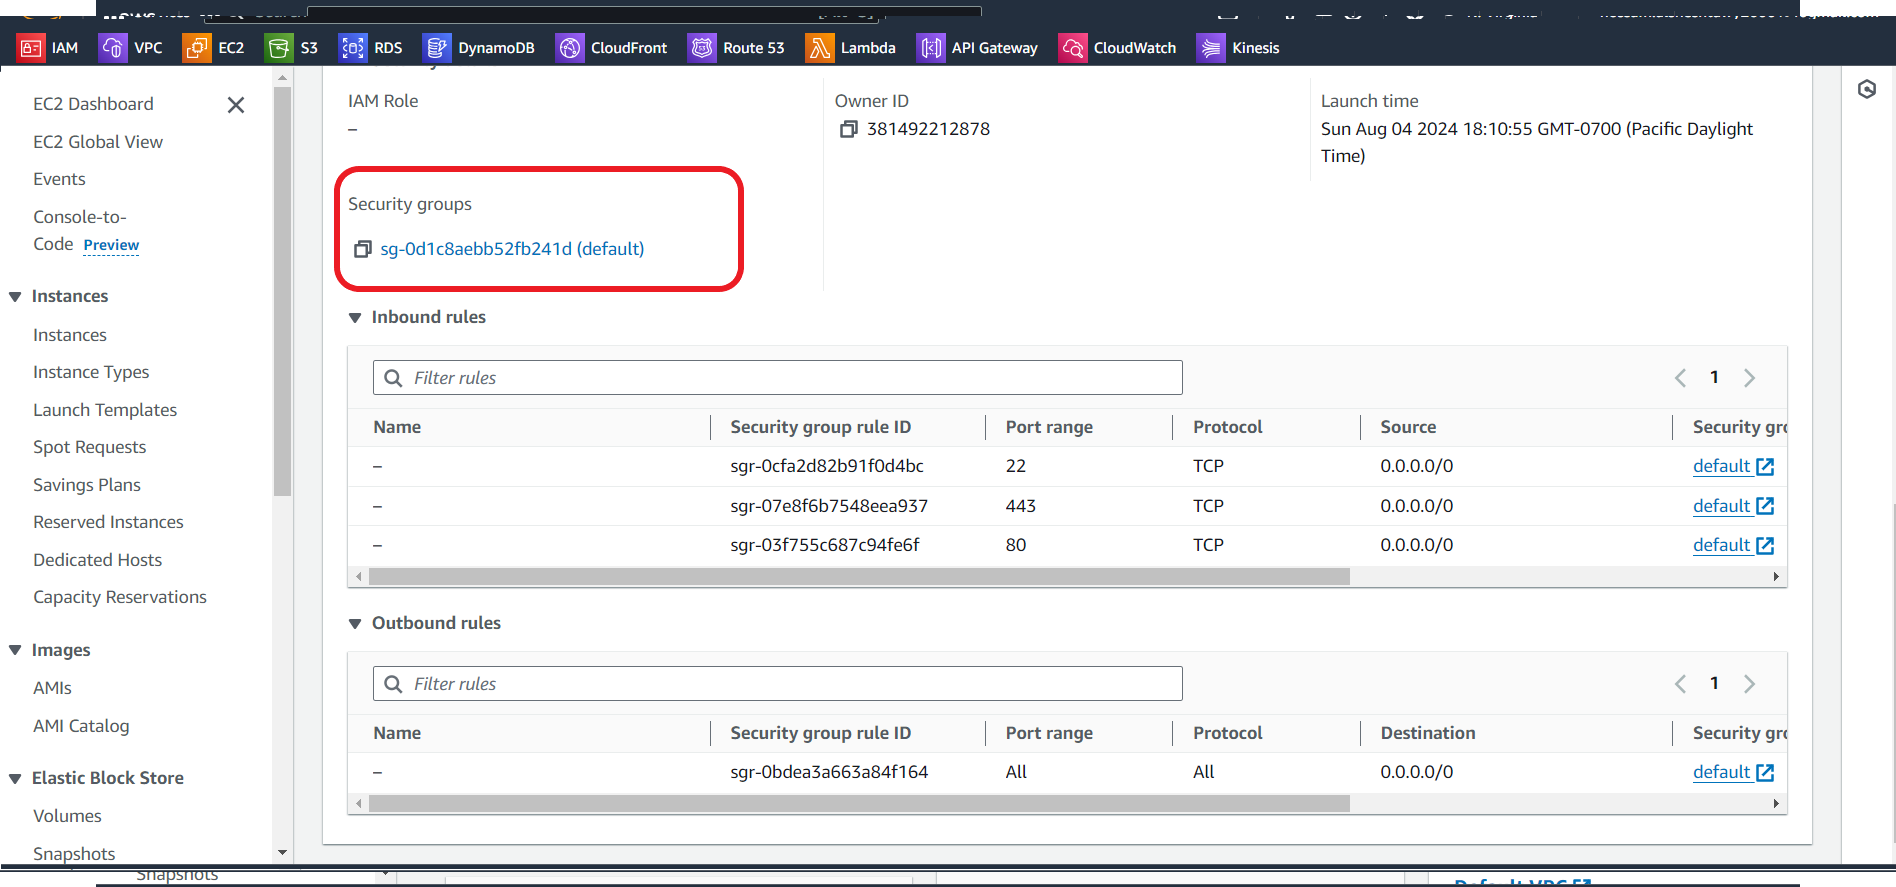 IAM VPC EC2 S3 RDS DynamoDB CloudFront Route 53 Lambda API Gateway CloudWatch Kinesis
EC2 Dashboard
EC2 Global View
Events
Console-to-
Code Preview
Instances
Instances
Instance Types
Launch Templates
Spot Requests
Savings Plans
Reserved Instances
Dedicated Hosts
Capacity Reservations
Images
AMIs
AMI Catalog
Elastic Block Store
Volumes
Snapshots
Snapshots
IAM Role
–
Owner ID
381492212878
Launch time
Sun Aug 04 2024 18:10:55 GMT-0700 (Pacific Daylight
Time)
Security groups
sg-0d1c8aebb52fb241d (default)
Inbound rules
Filter rules
1
Name Security group rule ID Port range Protocol Source Security gro
– sgr-0cfa2d82b91f0d4bc 22 TCP 0.0.0.0/0 default
– sgr-07e8f6b7548eea937 443 TCP 0.0.0.0/0 default
– sgr-03f755c687c94fe6f 80 TCP 0.0.0.0/0 default
Outbound rules
Filter rules
1
Name Security group rule ID Port range Protocol Destination Security gro
– sgr-0bdea3a663a84f164 All All 0.0.0.0/0 default
Default VPC